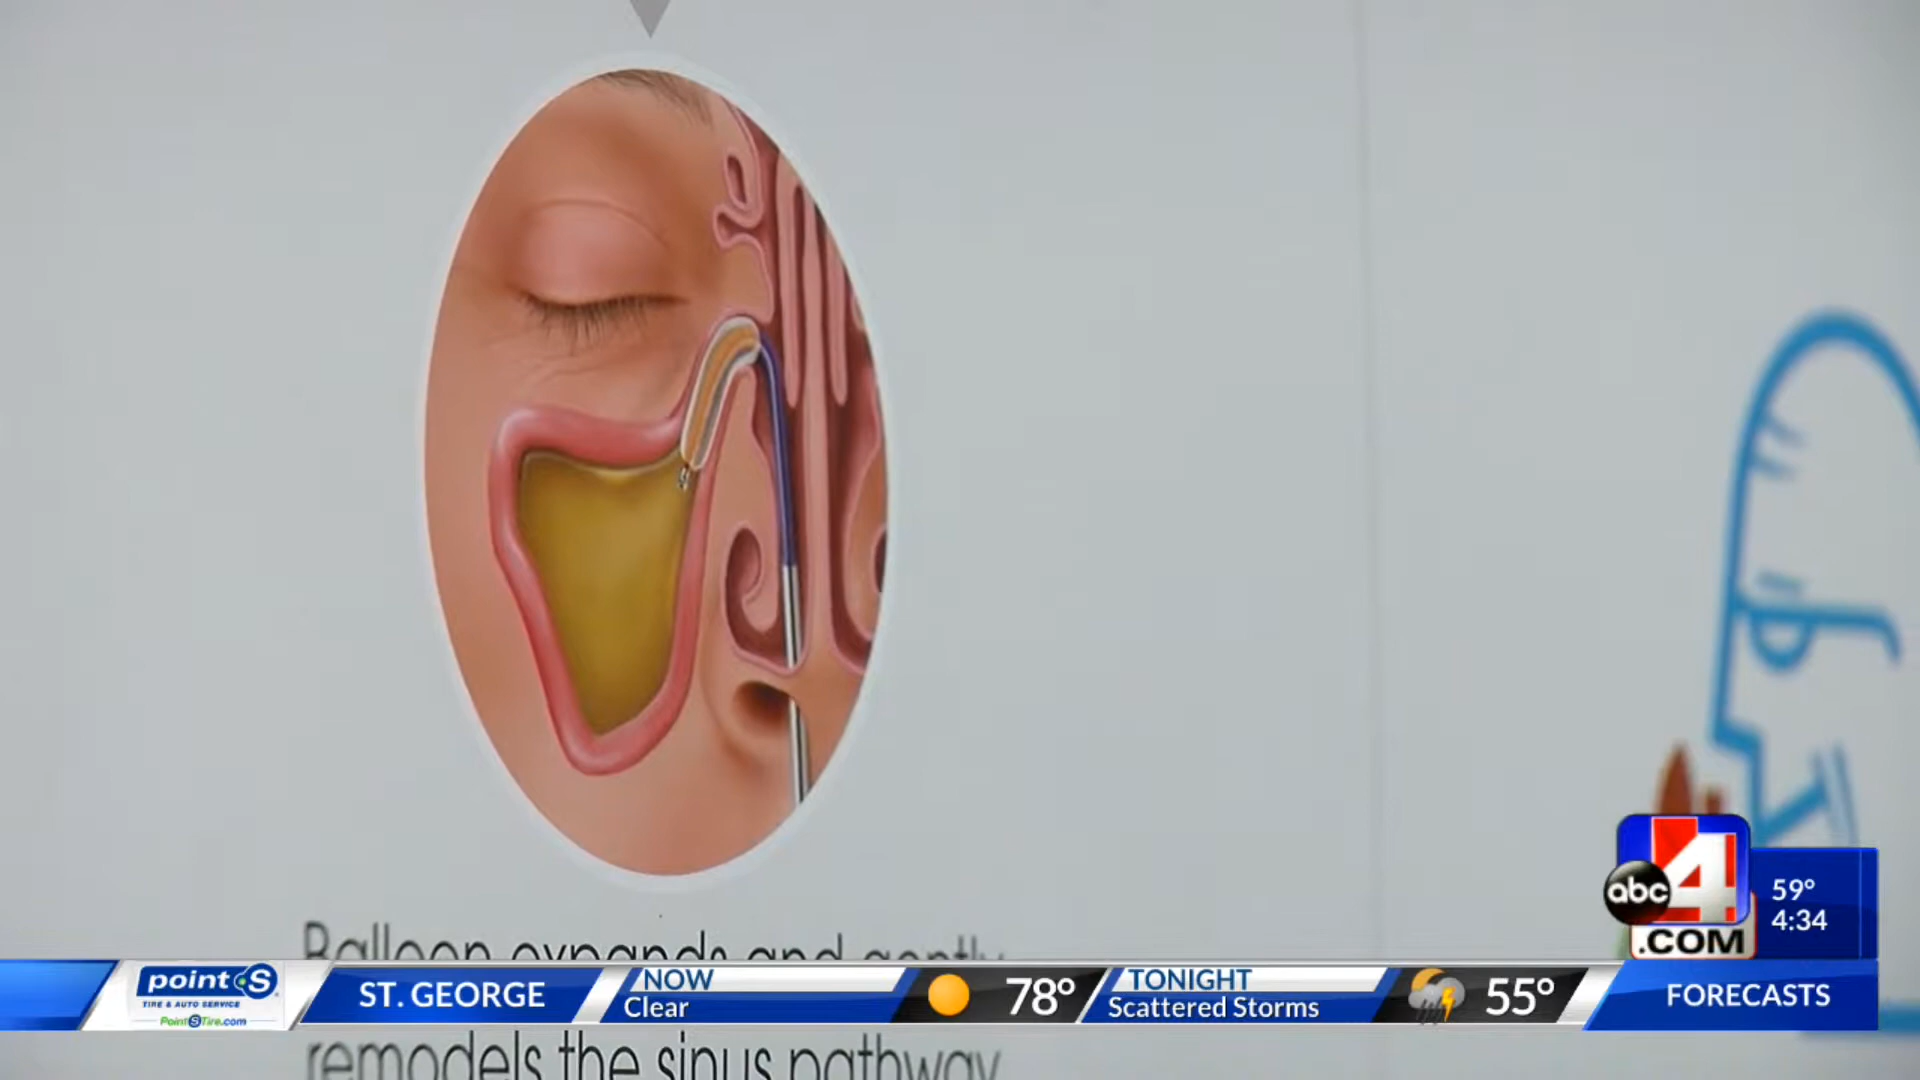 Balloon expands and gently
remodels the sinus pathway
abc
4
.COM
59°
4:34
point S
TIRE & AUTO SERVICE
PointSTire.com
ST. GEORGE
NOW
Clear
78°
TONIGHT
Scattered Storms
55°
FORECASTS